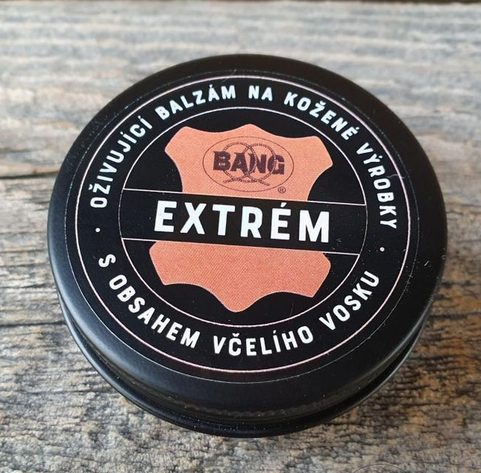 OŽIVUJÍCÍ BALZÁM NA KOŽENÉ VÝROBKY
BANG
®
EXTRÉM
S OBSAHEM VČELÍHO VOSKU